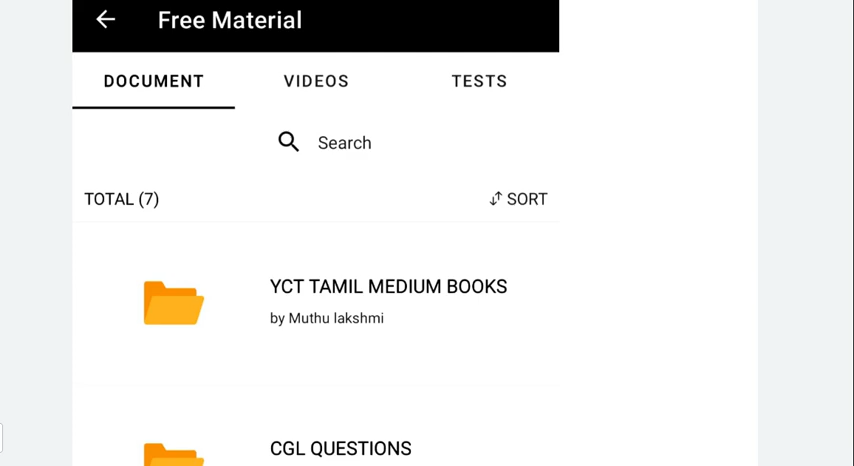 Free Material
DOCUMENT VIDEOS TESTS
Search
TOTAL (7) SORT
YCT TAMIL MEDIUM BOOKS
by Muthu lakshmi
CGL QUESTIONS